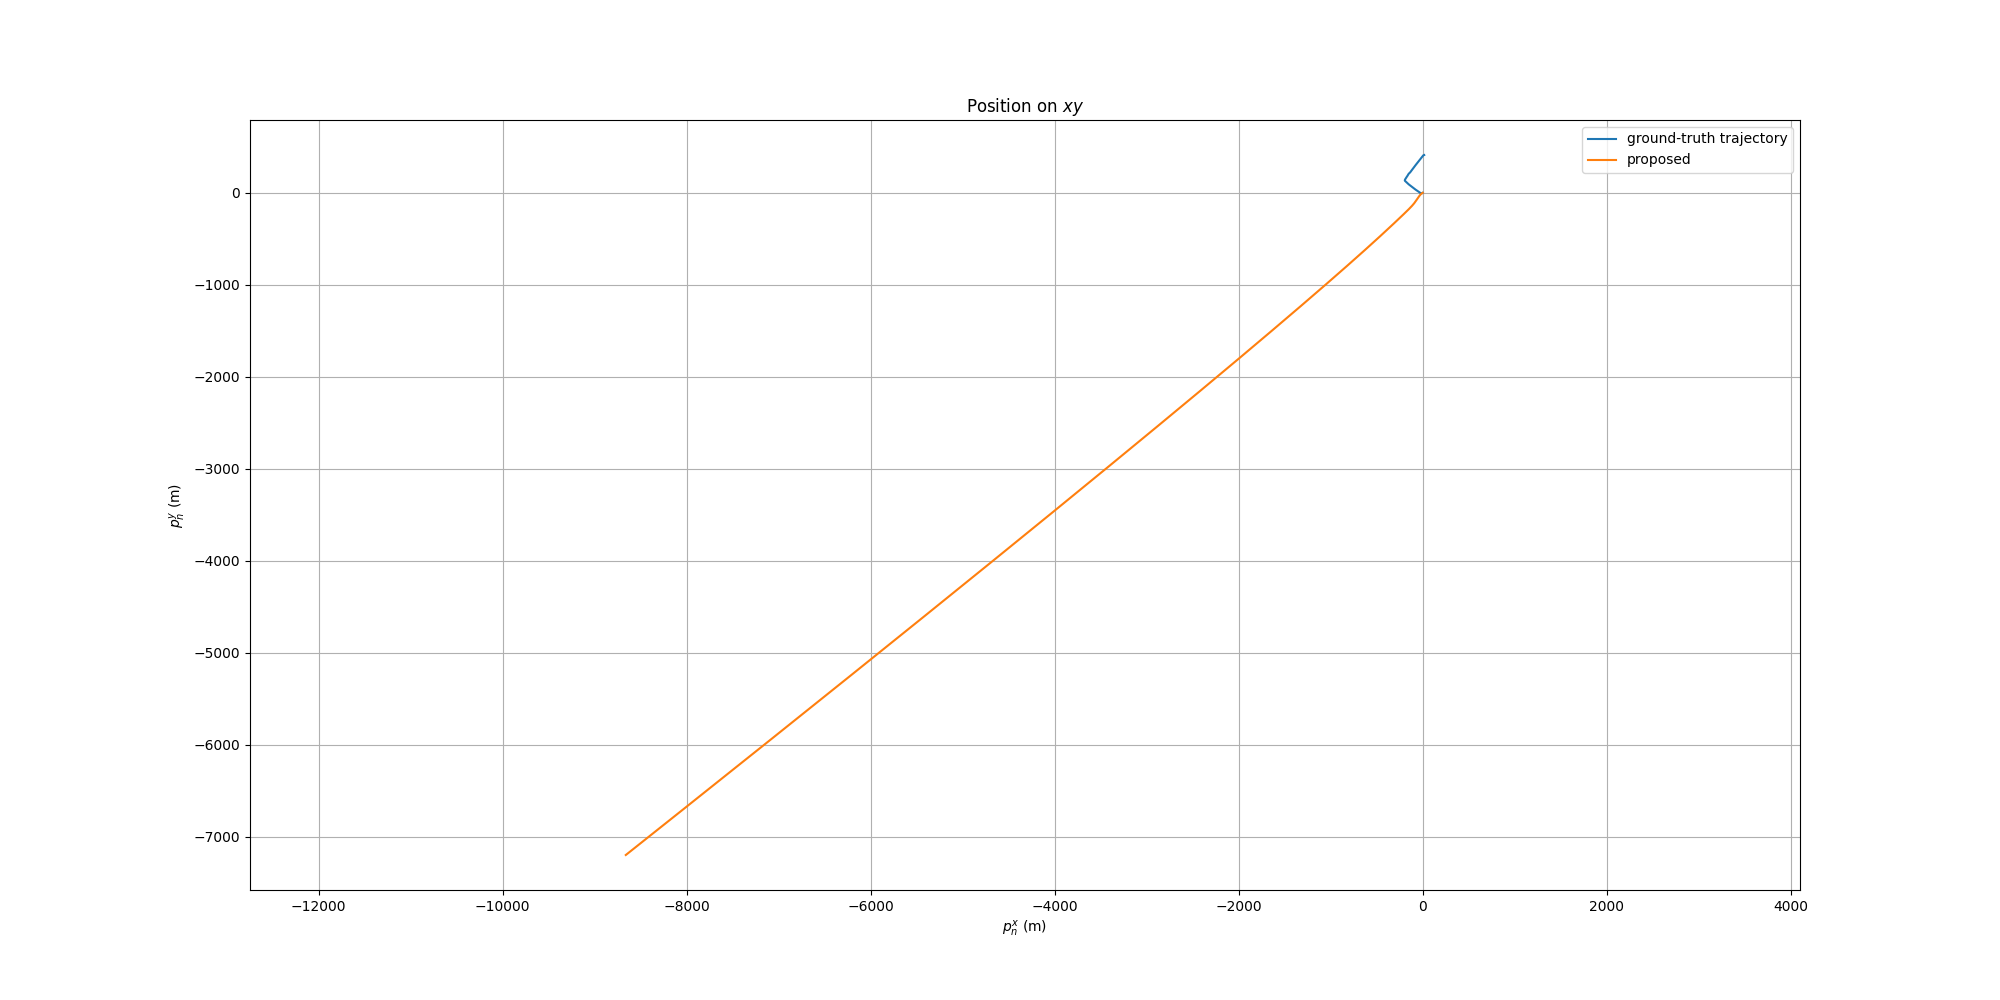 Position on xy
ground-truth trajectory
proposed
0
−1000
−2000
−3000
−4000
−5000
−6000
−7000
p_n^y (m)
−12000 −10000 −8000 −6000 −4000 −2000 0 2000 4000
p_n^x (m)